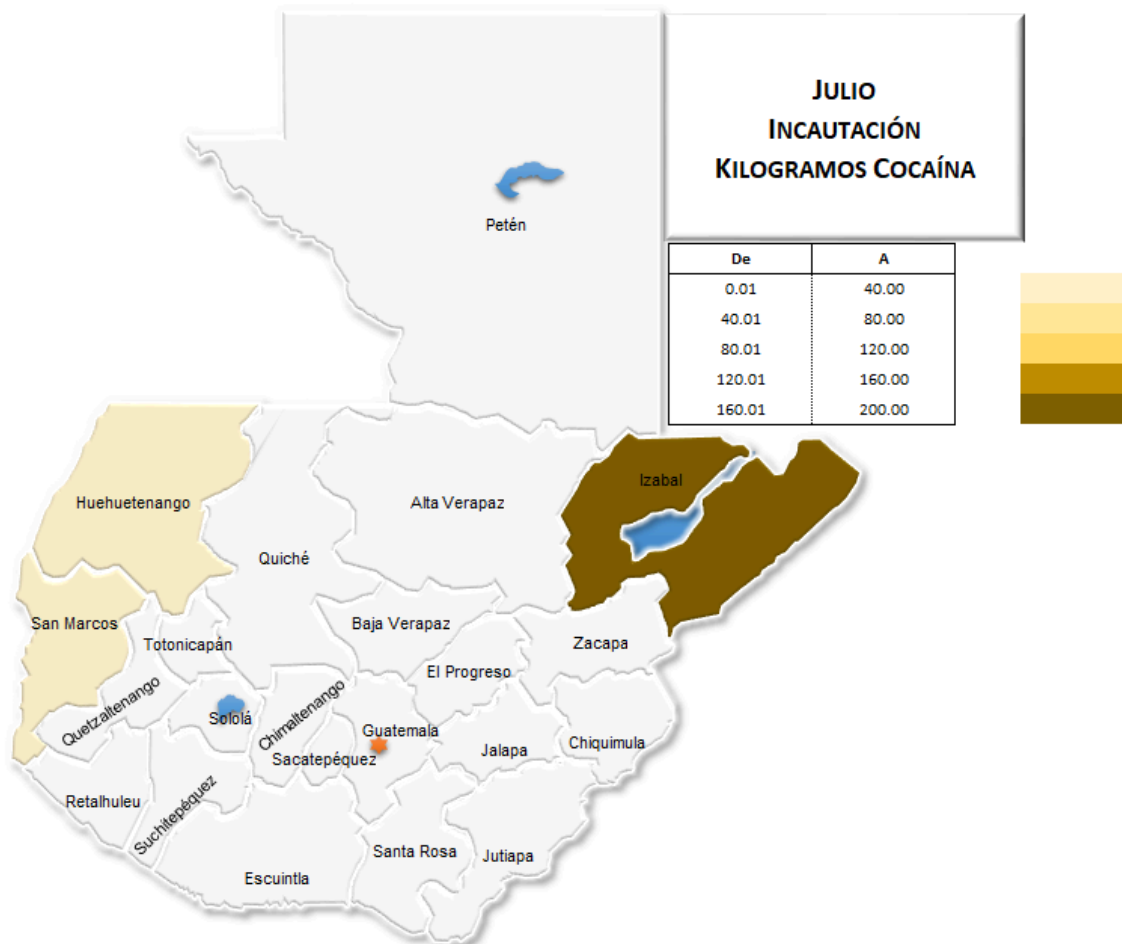 JULIO
INCAUTACIÓN
KILOGRAMOS COCAÍNA
De A
0.01 40.00
40.01 80.00
80.01 120.00
120.01 160.00
160.01 200.00
Petén
Huehuetenango
Quiché
Alta Verapaz
Izabal
San Marcos
Totonicapán
Baja Verapaz
Zacapa
El Progreso
Quetzaltenango
Sololá
Chimaltenango
Guatemala
Sacatepéquez
Jalapa
Chiquimula
Retalhuleu
Suchitepéquez
Santa Rosa
Jutiapa
Escuintla